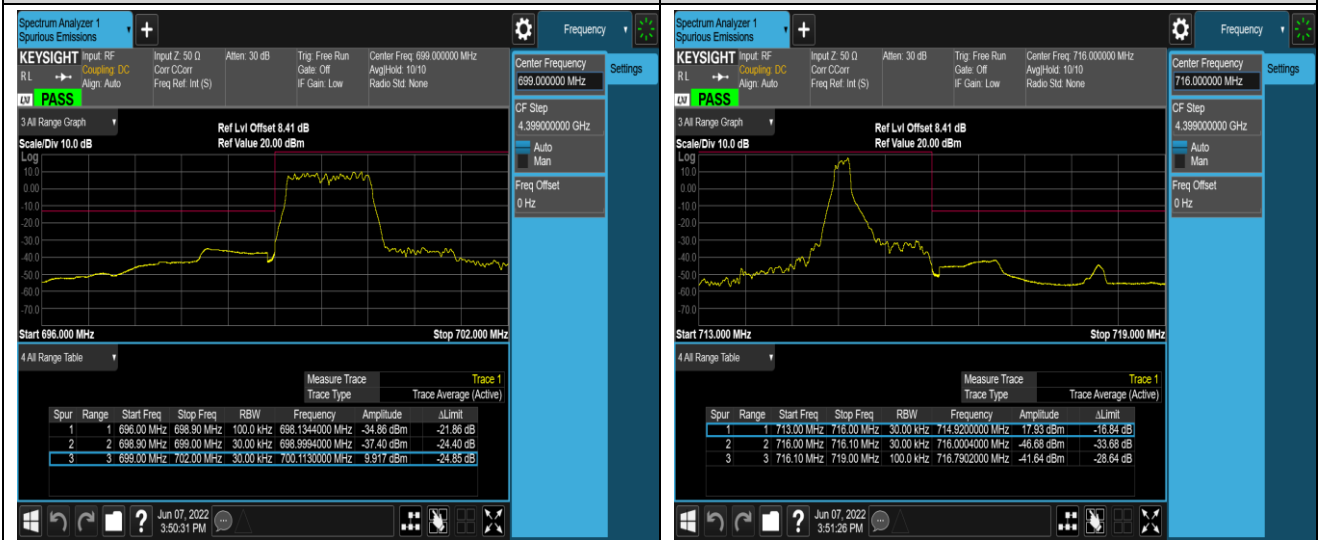 Spectrum Analyzer 1
Spurious Emissions
+
Frequency
KEYSIGHT Input: RF Input Z: 50 Ω Atten: 30 dB Trig: Free Run Center Freq: 699.000000 MHz
R L Coupling: DC Corr CCorr Gate: Off Avg|Hold: 10/10
Align: Auto Freq Ref: Int (S) IF Gain: Low Radio Std: None
LXI PASS
Center Frequency
699.000000 MHz
Settings
CF Step
4.399000000 GHz
Auto
Man
Freq Offset
0 Hz
3 All Range Graph
Ref Lvl Offset 8.41 dB
Scale/Div 10.0 dB Ref Value 20.00 dBm
Log
10.0
0.00
-10.0
-20.0
-30.0
-40.0
-50.0
-60.0
-70.0
Start 696.000 MHz Stop 702.000 MHz
4 All Range Table
Measure Trace Trace 1
Trace Type Trace Average (Active)
Spur Range Start Freq Stop Freq RBW Frequency Amplitude ΔLimit
1 1 696.00 MHz 698.90 MHz 100.0 kHz 698.1344000 MHz -34.86 dBm -21.86 dB
2 2 698.90 MHz 699.00 MHz 30.00 kHz 698.9994000 MHz -37.40 dBm -24.40 dB
3 3 699.00 MHz 702.00 MHz 30.00 kHz 700.1130000 MHz 9.917 dBm -24.85 dB
? Jun 07, 2022
3:50:31 PM
Spectrum Analyzer 1
Spurious Emissions
+
Frequency
KEYSIGHT Input: RF Input Z: 50 Ω Atten: 30 dB Trig: Free Run Center Freq: 716.000000 MHz
R L Coupling: DC Corr CCorr Gate: Off Avg|Hold: 10/10
Align: Auto Freq Ref: Int (S) IF Gain: Low Radio Std: None
LXI PASS
Center Frequency
716.000000 MHz
Settings
CF Step
4.399000000 GHz
Auto
Man
Freq Offset
0 Hz
3 All Range Graph
Ref Lvl Offset 8.41 dB
Scale/Div 10.0 dB Ref Value 20.00 dBm
Log
10.0
0.00
-10.0
-20.0
-30.0
-40.0
-50.0
-60.0
-70.0
Start 713.000 MHz Stop 719.000 MHz
4 All Range Table
Measure Trace Trace 1
Trace Type Trace Average (Active)
Spur Range Start Freq Stop Freq RBW Frequency Amplitude ΔLimit
1 1 713.00 MHz 716.00 MHz 30.00 kHz 714.9200000 MHz 17.93 dBm -16.84 dB
2 2 716.00 MHz 716.10 MHz 30.00 kHz 716.0004000 MHz -46.68 dBm -33.68 dB
3 3 716.10 MHz 719.00 MHz 100.0 kHz 716.7902000 MHz -41.64 dBm -28.64 dB
? Jun 07, 2022
3:51:26 PM